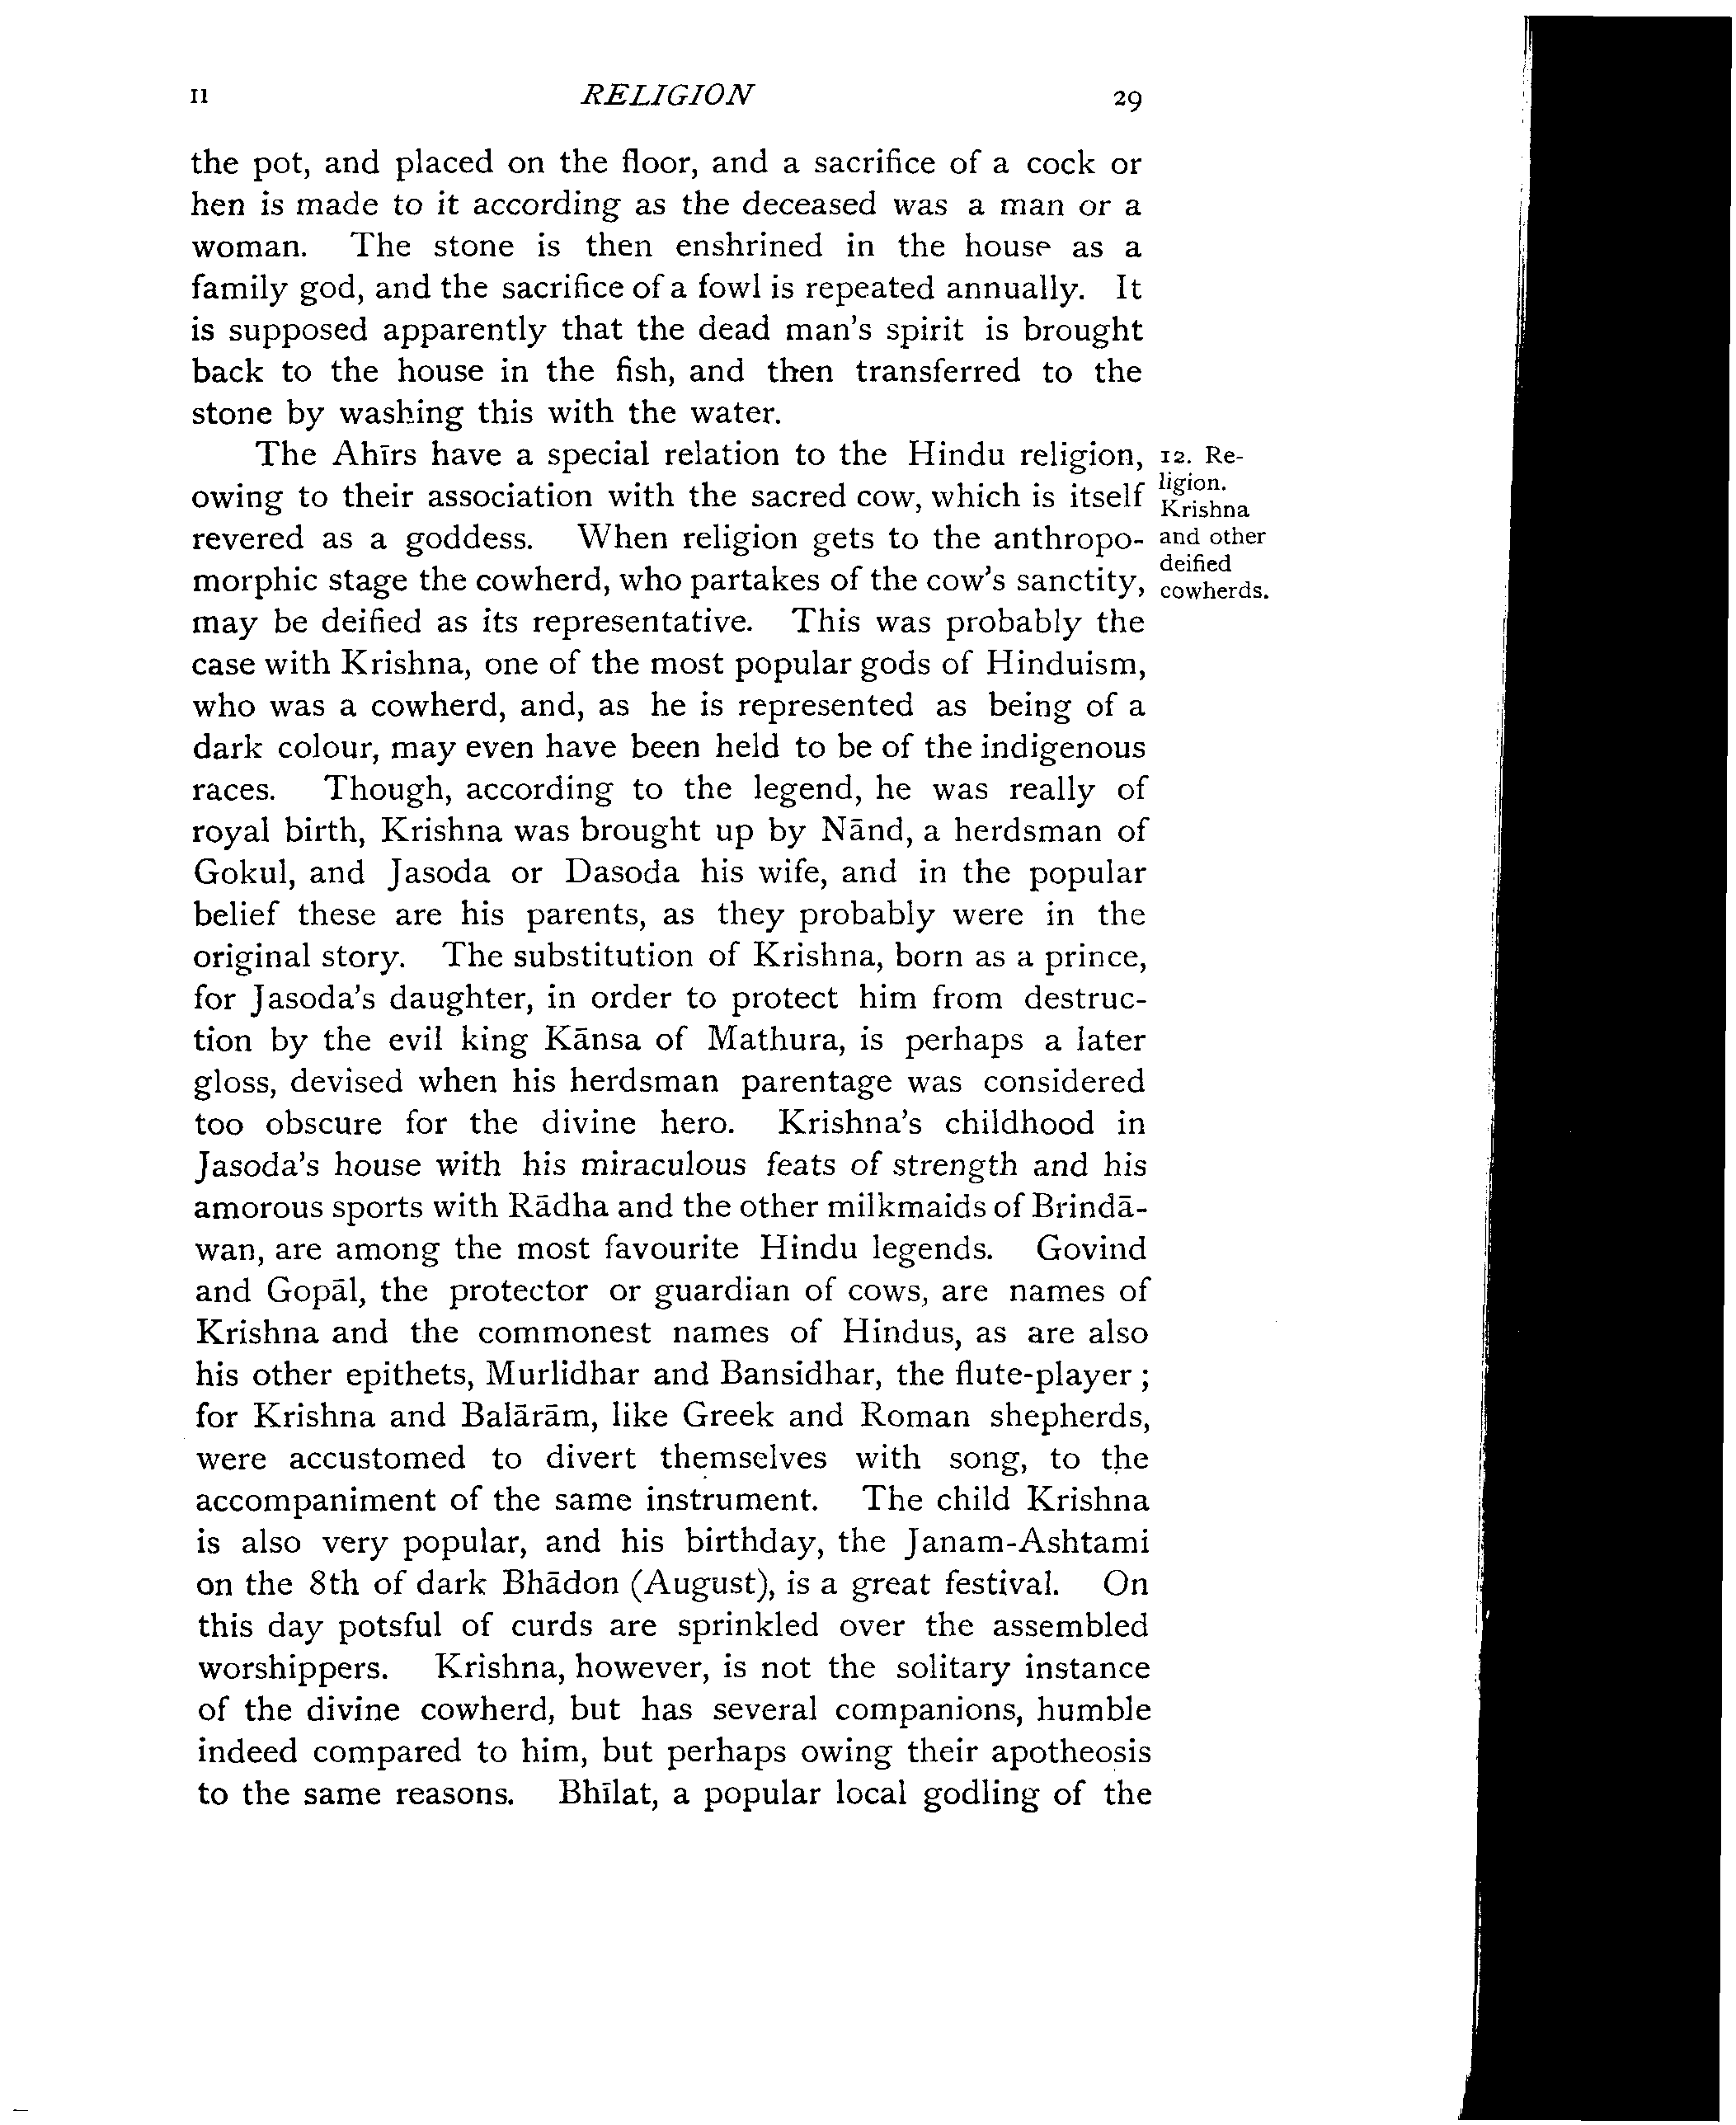 II RELIGION 29
the pot, and placed on the floor, and a sacrifice of a cock or
hen is made to it according as the deceased was a man or a
woman. The stone is then enshrined in the house as a
family god, and the sacrifice of a fowl is repeated annually. It
is supposed apparently that the dead man's spirit is brought
back to the house in the fish, and then transferred to the
stone by washing this with the water.
The Ahīrs have a special relation to the Hindu religion,
owing to their association with the sacred cow, which is itself
revered as a goddess. When religion gets to the anthropo-
morphic stage the cowherd, who partakes of the cow's sanctity,
may be deified as its representative. This was probably the
case with Krishna, one of the most popular gods of Hinduism,
who was a cowherd, and, as he is represented as being of a
dark colour, may even have been held to be of the indigenous
races. Though, according to the legend, he was really of
royal birth, Krishna was brought up by Nānd, a herdsman of
Gokul, and Jasoda or Dasoda his wife, and in the popular
belief these are his parents, as they probably were in the
original story. The substitution of Krishna, born as a prince,
for Jasoda's daughter, in order to protect him from destruc-
tion by the evil king Kānsa of Mathura, is perhaps a later
gloss, devised when his herdsman parentage was considered
too obscure for the divine hero. Krishna's childhood in
Jasoda's house with his miraculous feats of strength and his
amorous sports with Rādha and the other milkmaids of Brindā-
wan, are among the most favourite Hindu legends. Govind
and Gopāl, the protector or guardian of cows, are names of
Krishna and the commonest names of Hindus, as are also
his other epithets, Murlidhar and Bansidhar, the flute-player ;
for Krishna and Balārām, like Greek and Roman shepherds,
were accustomed to divert themselves with song, to the
accompaniment of the same instrument. The child Krishna
is also very popular, and his birthday, the Janam-Ashtami
on the 8th of dark Bhādon (August), is a great festival. On
this day potsful of curds are sprinkled over the assembled
worshippers. Krishna, however, is not the solitary instance
of the divine cowherd, but has several companions, humble
indeed compared to him, but perhaps owing their apotheosis
to the same reasons. Bhīlat, a popular local godling of the
12. Re-
ligion.
Krishna
and other
deified
cowherds.